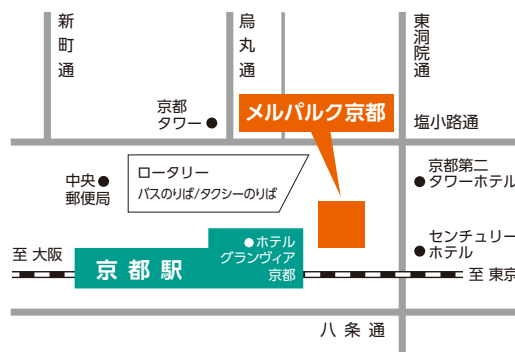 新町通
烏丸通
東洞院通
京都
タワー
メルパルク京都
塩小路通
ロータリー
バスのりば/タクシーのりば
中央
郵便局
京都第二
タワーホテル
ホテル
グランヴィア
京都
センチュリー
ホテル
至 大阪
京都駅
至 東京
八条通